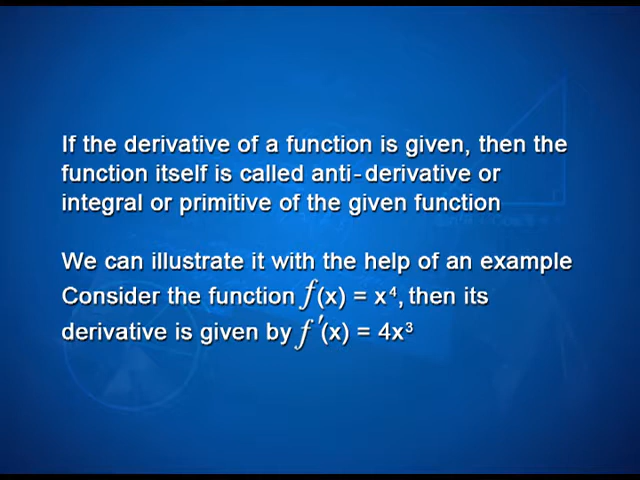 If the derivative of a function is given, then the
function itself is called anti-derivative or
integral or primitive of the given function
We can illustrate it with the help of an example
Consider the function f(x) = x⁴, then its
derivative is given by f'(x) = 4x³